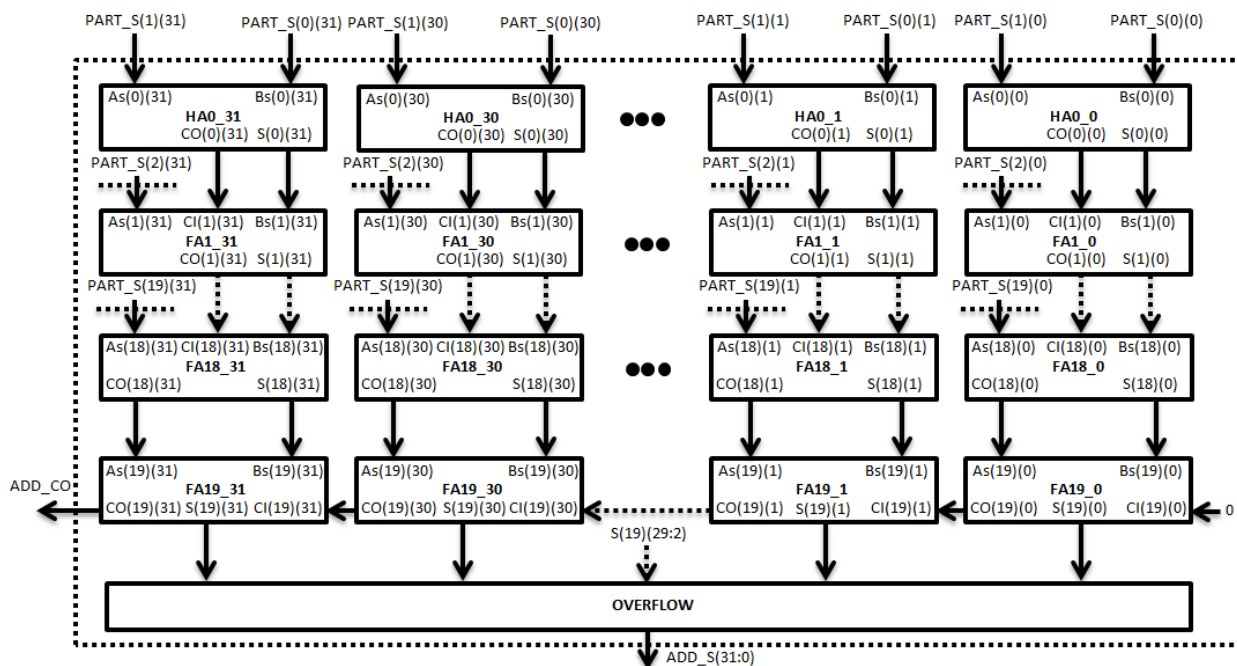 PART_S(1)(31) PART_S(0)(31) PART_S(1)(30) PART_S(0)(30) PART_S(1)(1) PART_S(0)(1) PART_S(1)(0) PART_S(0)(0)
As(0)(31) Bs(0)(31) As(0)(30) Bs(0)(30) As(0)(1) Bs(0)(1) As(0)(0) Bs(0)(0)
HA0_31 HA0_30 HA0_1 HA0_0
CO(0)(31) S(0)(31) CO(0)(30) S(0)(30) CO(0)(1) S(0)(1) CO(0)(0) S(0)(0)
PART_S(2)(31) PART_S(2)(30) PART_S(2)(1) PART_S(2)(0)
As(1)(31) CI(1)(31) Bs(1)(31) As(1)(30) CI(1)(30) Bs(1)(30) As(1)(1) CI(1)(1) Bs(1)(1) As(1)(0) CI(1)(0) Bs(1)(0)
FA1_31 FA1_30 FA1_1 FA1_0
CO(1)(31) S(1)(31) CO(1)(30) S(1)(30) CO(1)(1) S(1)(1) CO(1)(0) S(1)(0)
PART_S(19)(31) PART_S(19)(30) PART_S(19)(1) PART_S(19)(0)
As(18)(31) CI(18)(31) Bs(18)(31) As(18)(30) CI(18)(30) Bs(18)(30) As(18)(1) CI(18)(1) Bs(18)(1) As(18)(0) CI(18)(0) Bs(18)(0)
FA18_31 FA18_30 FA18_1 FA18_0
CO(18)(31) S(18)(31) CO(18)(30) S(18)(30) CO(18)(1) S(18)(1) CO(18)(0) S(18)(0)
As(19)(31) Bs(19)(31) As(19)(30) Bs(19)(30) As(19)(1) Bs(19)(1) As(19)(0) Bs(19)(0)
ADD_CO FA19_31 FA19_30 FA19_1 FA19_0
CO(19)(31) S(19)(31) CI(19)(31) CO(19)(30) S(19)(30) CI(19)(30) CO(19)(1) S(19)(1) CI(19)(1) CO(19)(0) S(19)(0) CI(19)(0) 0
S(19)(29:2)
OVERFLOW
ADD_S(31:0)